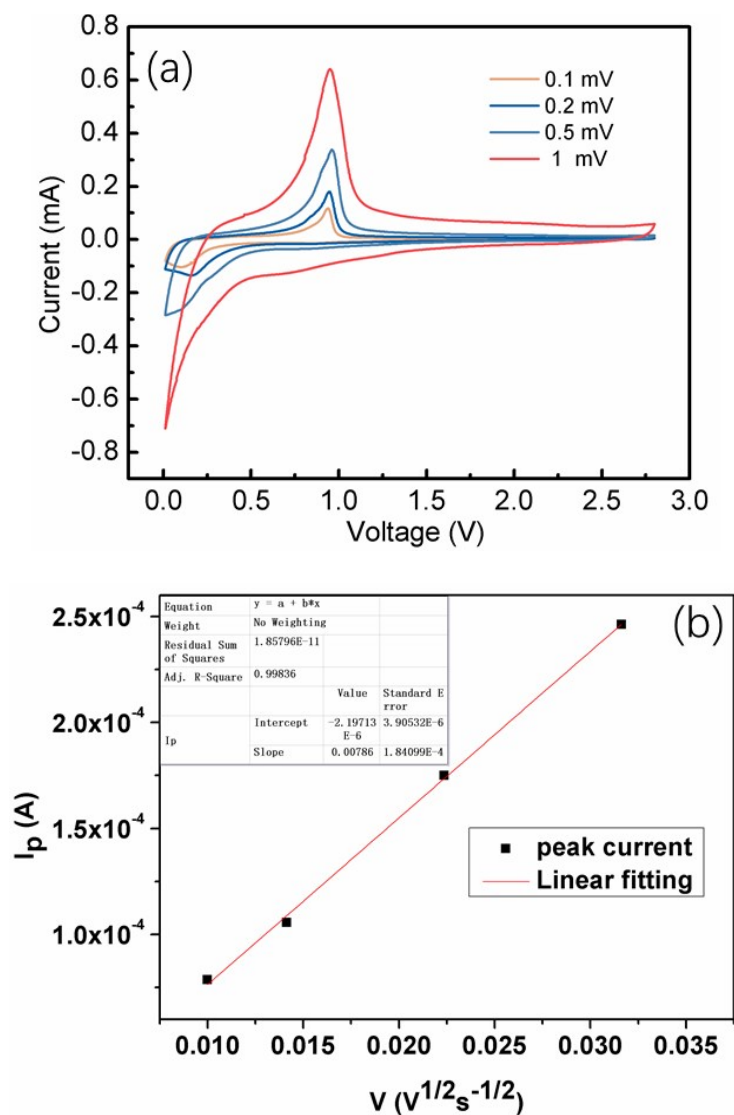 (a)
0.8
0.6
0.4
0.2
0.0
-0.2
-0.4
-0.6
-0.8
Current (mA)
0.1 mV
0.2 mV
0.5 mV
1 mV
0.0 0.5 1.0 1.5 2.0 2.5 3.0
Voltage (V)
(b)
Equation y = a + b*x
Weight No Weighting
Residual Sum
of Squares 1.85796E-11
Adj. R-Square 0.99836
Value Standard E
rror
Ip Intercept -2.19713
E-6 3.90532E-6
Slope 0.00786 1.84099E-4
2.5x10-4
2.0x10-4
1.5x10-4
1.0x10-4
Ip (A)
peak current
Linear fitting
0.010 0.015 0.020 0.025 0.030 0.035
V (V1/2s-1/2)